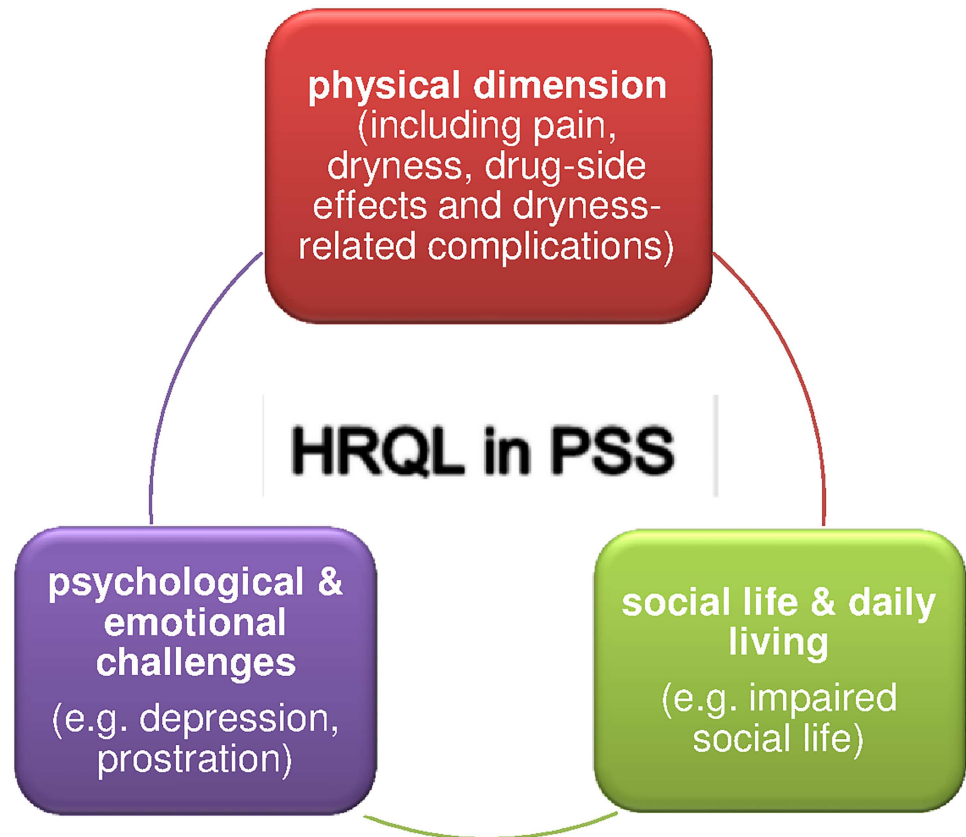 physical dimension
(including pain,
dryness, drug-side
effects and dryness-
related complications)
HRQL in PSS
psychological &
emotional
challenges
(e.g. depression,
prostration)
social life & daily
living
(e.g. impaired
social life)